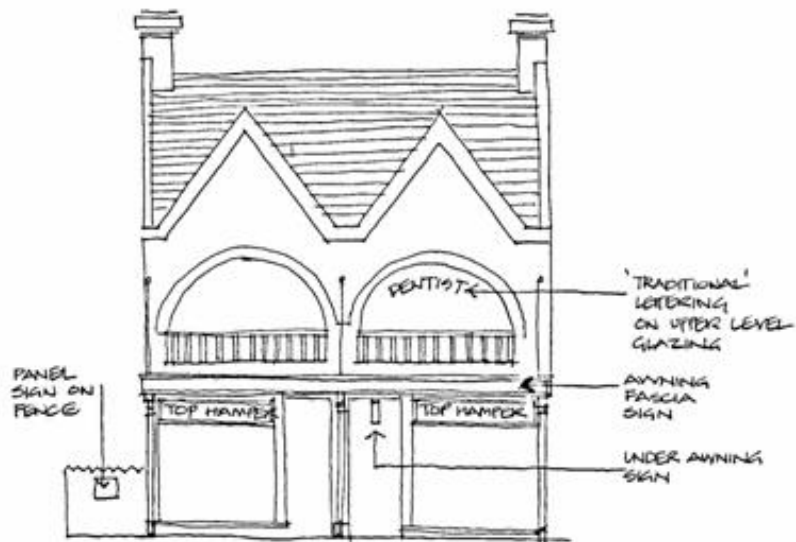 DENTIST
'TRADITIONAL'
LETTERING
ON UPPER LEVEL
GLAZING
PANEL
SIGN ON
FENCE
AWNING
FASCIA
SIGN
TOP HAMPER
TOP HAMPER
UNDER AWNING
SIGN